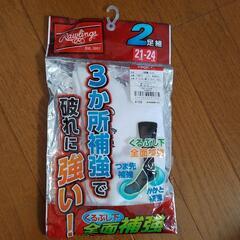 Rawlings
2足組
21-24
3か所補強で
破れに
強い!
くるぶし下
全面補強
つま先
補強
かかと
補強
くるぶし下
全面補強